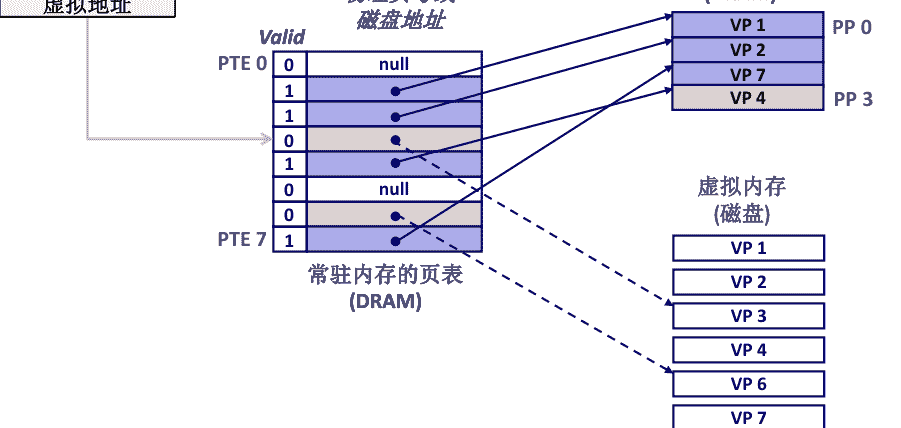 虚拟地址
磁盘地址
Valid
PTE 0
0
null
1
1
0
1
0
null
0
PTE 7
1
常驻内存的页表
(DRAM)
VP 1
PP 0
VP 2
VP 7
VP 4
PP 3
虚拟内存
(磁盘)
VP 1
VP 2
VP 3
VP 4
VP 6
VP 7